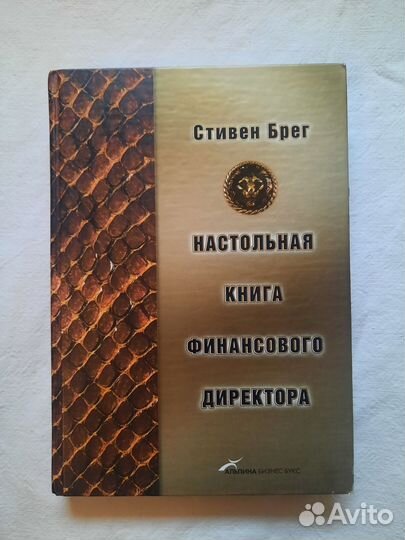 Стивен Брег
НАСТОЛЬНАЯ
КНИГА
ФИНАНСОВОГО
ДИРЕКТОРА
АЛЬПИНА БИЗНЕС БУКС
Avito